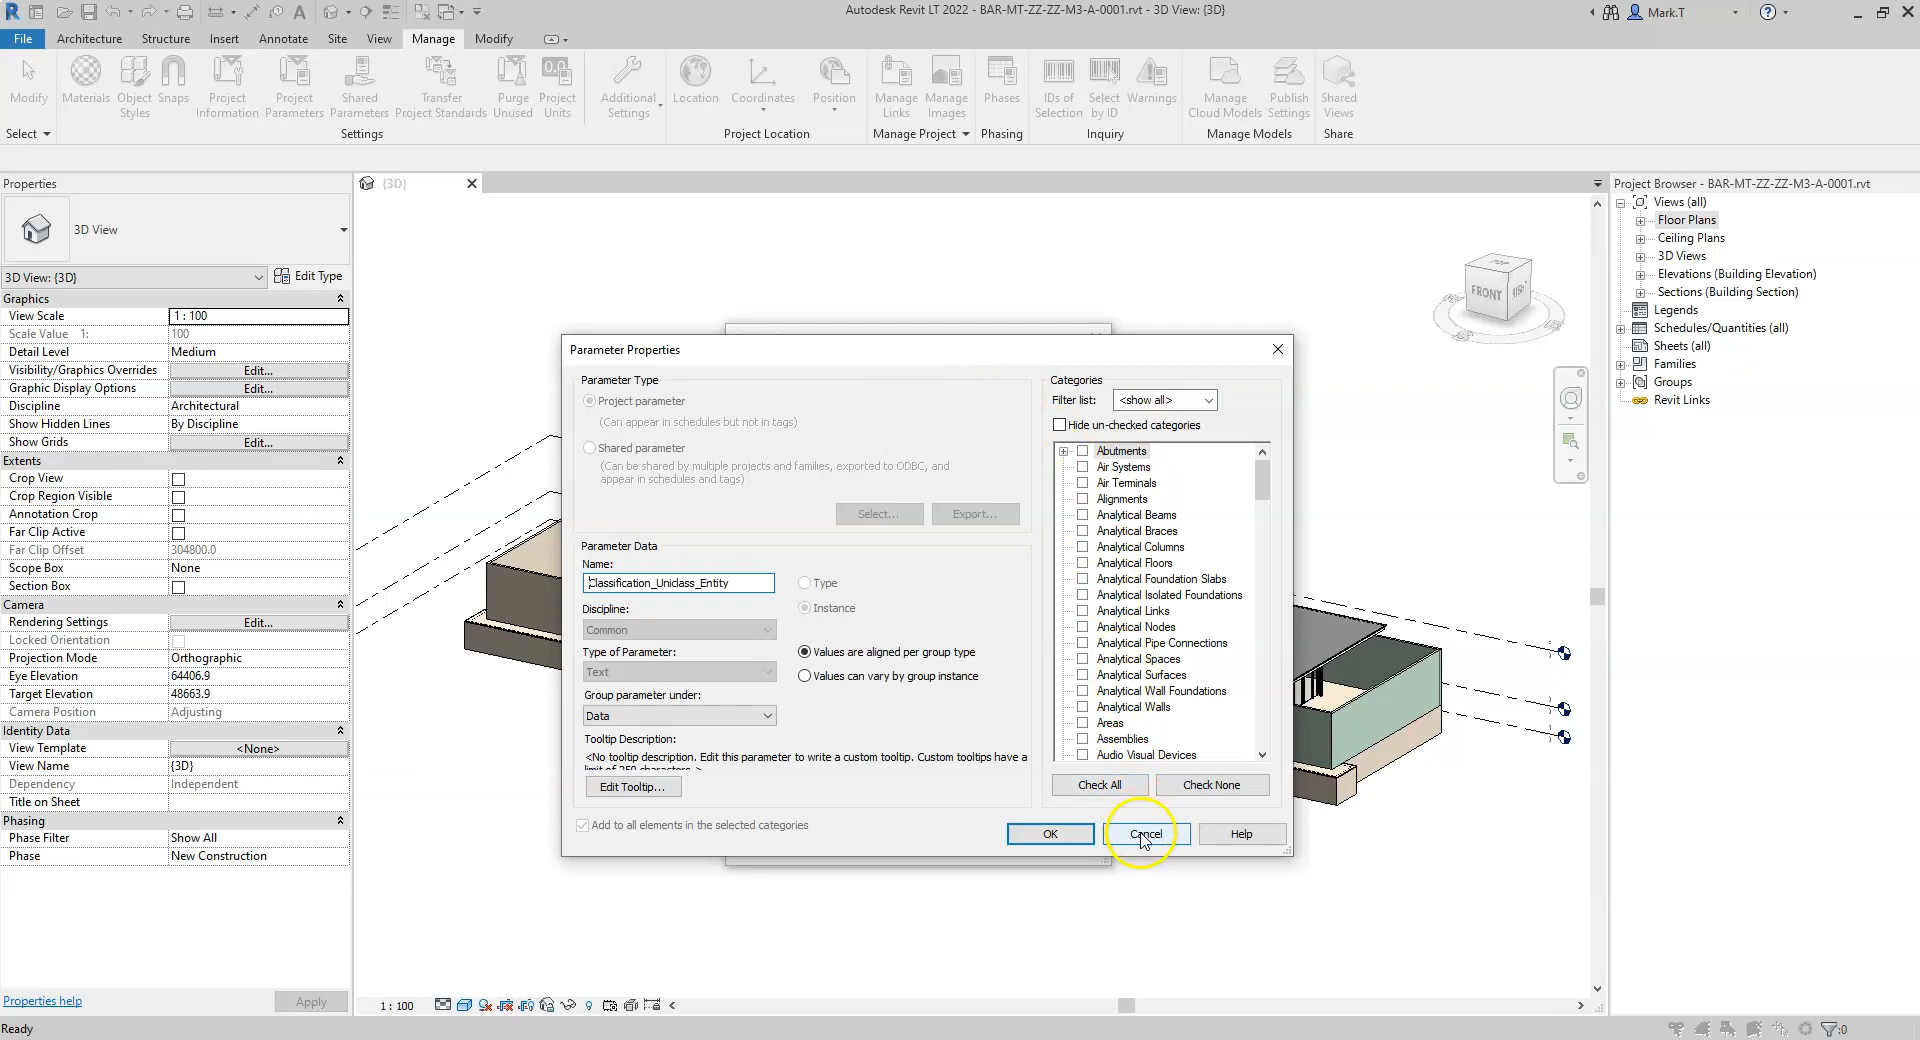 Autodesk Revit LT 2022 - BAR-MT-ZZ-ZZ-M3-A-0001.rvt - 3D View: {3D}
Mark.T
File Architecture Structure Insert Annotate Site View Manage Modify
Modify
Materials
Object Styles
Snaps
Project Information
Project Parameters
Shared Parameters
Transfer Project Standards
Purge Unused
Project Units
Additional Settings
Location
Coordinates
Position
Manage Links
Manage Images
Phases
IDs of Selection
Select by ID
Warnings
Manage Cloud Models
Publish Settings
Shared Views
Select
Settings
Project Location
Manage Project
Phasing
Inquiry
Manage Models
Share
Properties
3D View
3D View: {3D} Edit Type
Graphics
View Scale 1 : 100
Scale Value 1: 100
Detail Level Medium
Visibility/Graphics Overrides Edit...
Graphic Display Options Edit...
Discipline Architectural
Show Hidden Lines By Discipline
Show Grids Edit...
Extents
Crop View
Crop Region Visible
Annotation Crop
Far Clip Active
Far Clip Offset 304800.0
Scope Box None
Section Box
Camera
Rendering Settings Edit...
Locked Orientation
Projection Mode Orthographic
Eye Elevation 64406.9
Target Elevation 48663.9
Camera Position Adjusting
Identity Data
View Template <None>
View Name {3D}
Dependency Independent
Title on Sheet
Phasing
Phase Filter Show All
Phase New Construction
Properties help Apply
{3D}
TOP
FRONT
Parameter Properties
Parameter Type
Project parameter
(Can appear in schedules but not in tags)
Shared parameter
(Can be shared by multiple projects and families, exported to ODBC, and
appear in schedules and tags)
Select... Export...
Parameter Data
Name:
Classification_Uniclass_Entity
Type
Discipline:
Instance
Common
Type of Parameter:
Values are aligned per group type
Text
Values can vary by group instance
Group parameter under:
Data
Tooltip Description:
<No tooltip description. Edit this parameter to write a custom tooltip. Custom tooltips have a
limit of 250 characters.>
Edit Tooltip...
Add to all elements in the selected categories
Categories
Filter list: <show all>
Hide un-checked categories
Abutments
Air Systems
Air Terminals
Alignments
Analytical Beams
Analytical Braces
Analytical Columns
Analytical Floors
Analytical Foundation Slabs
Analytical Isolated Foundations
Analytical Links
Analytical Nodes
Analytical Pipe Connections
Analytical Spaces
Analytical Surfaces
Analytical Wall Foundations
Analytical Walls
Areas
Assemblies
Audio Visual Devices
Check All Check None
OK Cancel Help
Project Browser - BAR-MT-ZZ-ZZ-M3-A-0001.rvt
Views (all)
Floor Plans
Ceiling Plans
3D Views
Elevations (Building Elevation)
Sections (Building Section)
Legends
Schedules/Quantities (all)
Sheets (all)
Families
Groups
Revit Links
1 : 100
Ready
:0